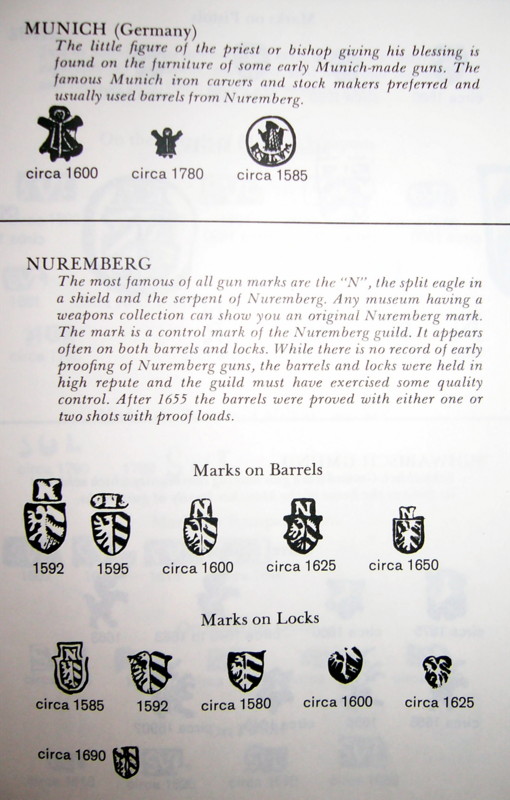 MUNICH (Germany)
The little figure of the priest or bishop giving his blessing is
found on the furniture of some early Munich-made guns. The
famous Munich iron carvers and stock makers preferred and
usually used barrels from Nuremberg.
circa 1600 circa 1780 circa 1585
NUREMBERG
The most famous of all gun marks are the "N", the split eagle in
a shield and the serpent of Nuremberg. Any museum having a
weapons collection can show you an original Nuremberg mark.
The mark is a control mark of the Nuremberg guild. It appears
often on both barrels and locks. While there is no record of early
proofing of Nuremberg guns, the barrels and locks were held in
high repute and the guild must have exercised some quality
control. After 1655 the barrels were proved with either one or
two shots with proof loads.
Marks on Barrels
N N N N
1592 1595 circa 1600 circa 1625 circa 1650
Marks on Locks
N
circa 1585 1592 circa 1580 circa 1600 circa 1625
circa 1690